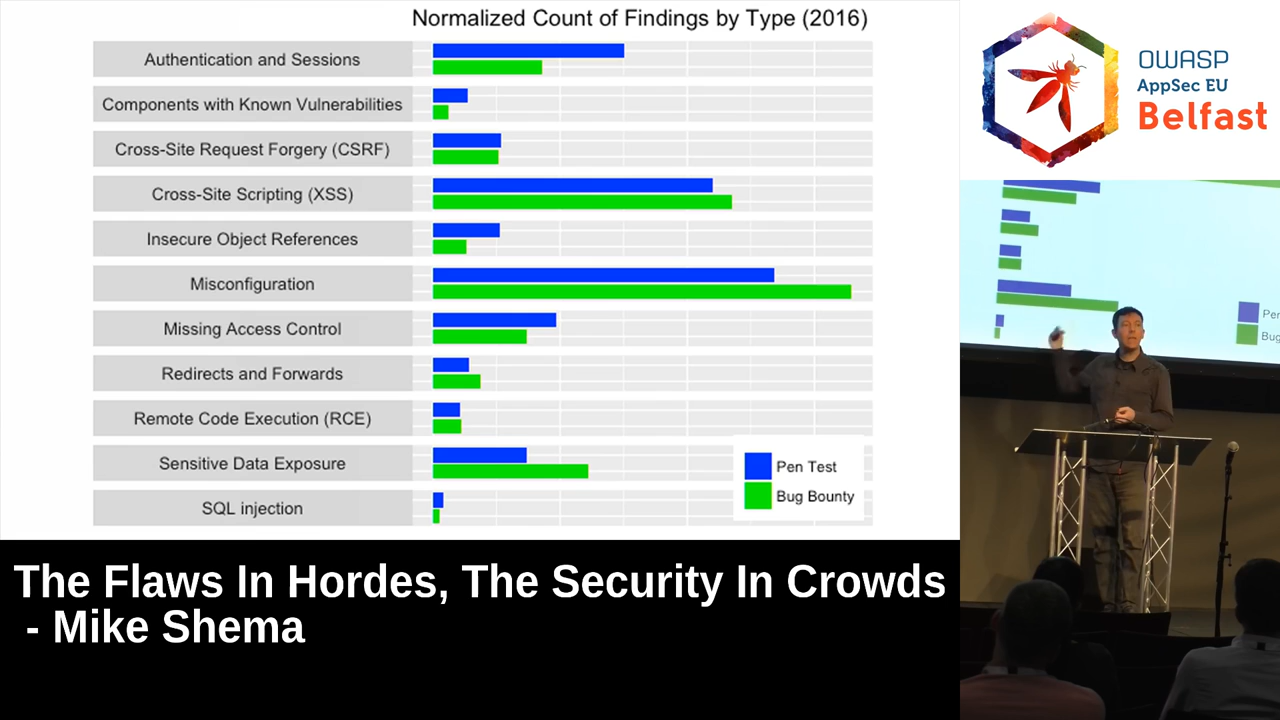 Normalized Count of Findings by Type (2016)
Authentication and Sessions
Components with Known Vulnerabilities
Cross-Site Request Forgery (CSRF)
Cross-Site Scripting (XSS)
Insecure Object References
Misconfiguration
Missing Access Control
Redirects and Forwards
Remote Code Execution (RCE)
Sensitive Data Exposure
SQL injection
Pen Test
Bug Bounty
OWASP
AppSec EU
Belfast
Pen
Bug
The Flaws In Hordes, The Security In Crowds
- Mike Shema